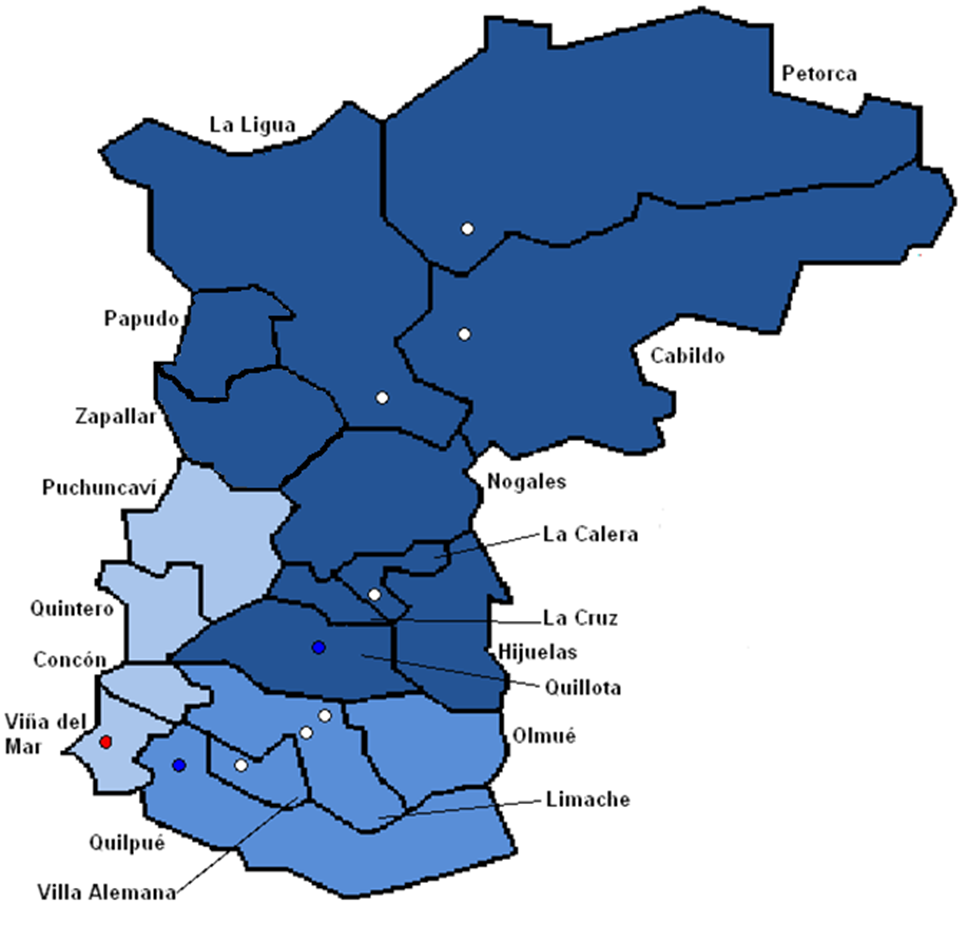 Petorca
La Ligua
Papudo
Cabildo
Zapallar
Puchuncaví
Nogales
La Calera
Quintero
La Cruz
Hijuelas
Concón
Quillota
Viña del
Mar
Olmué
Limache
Quilpué
Villa Alemana